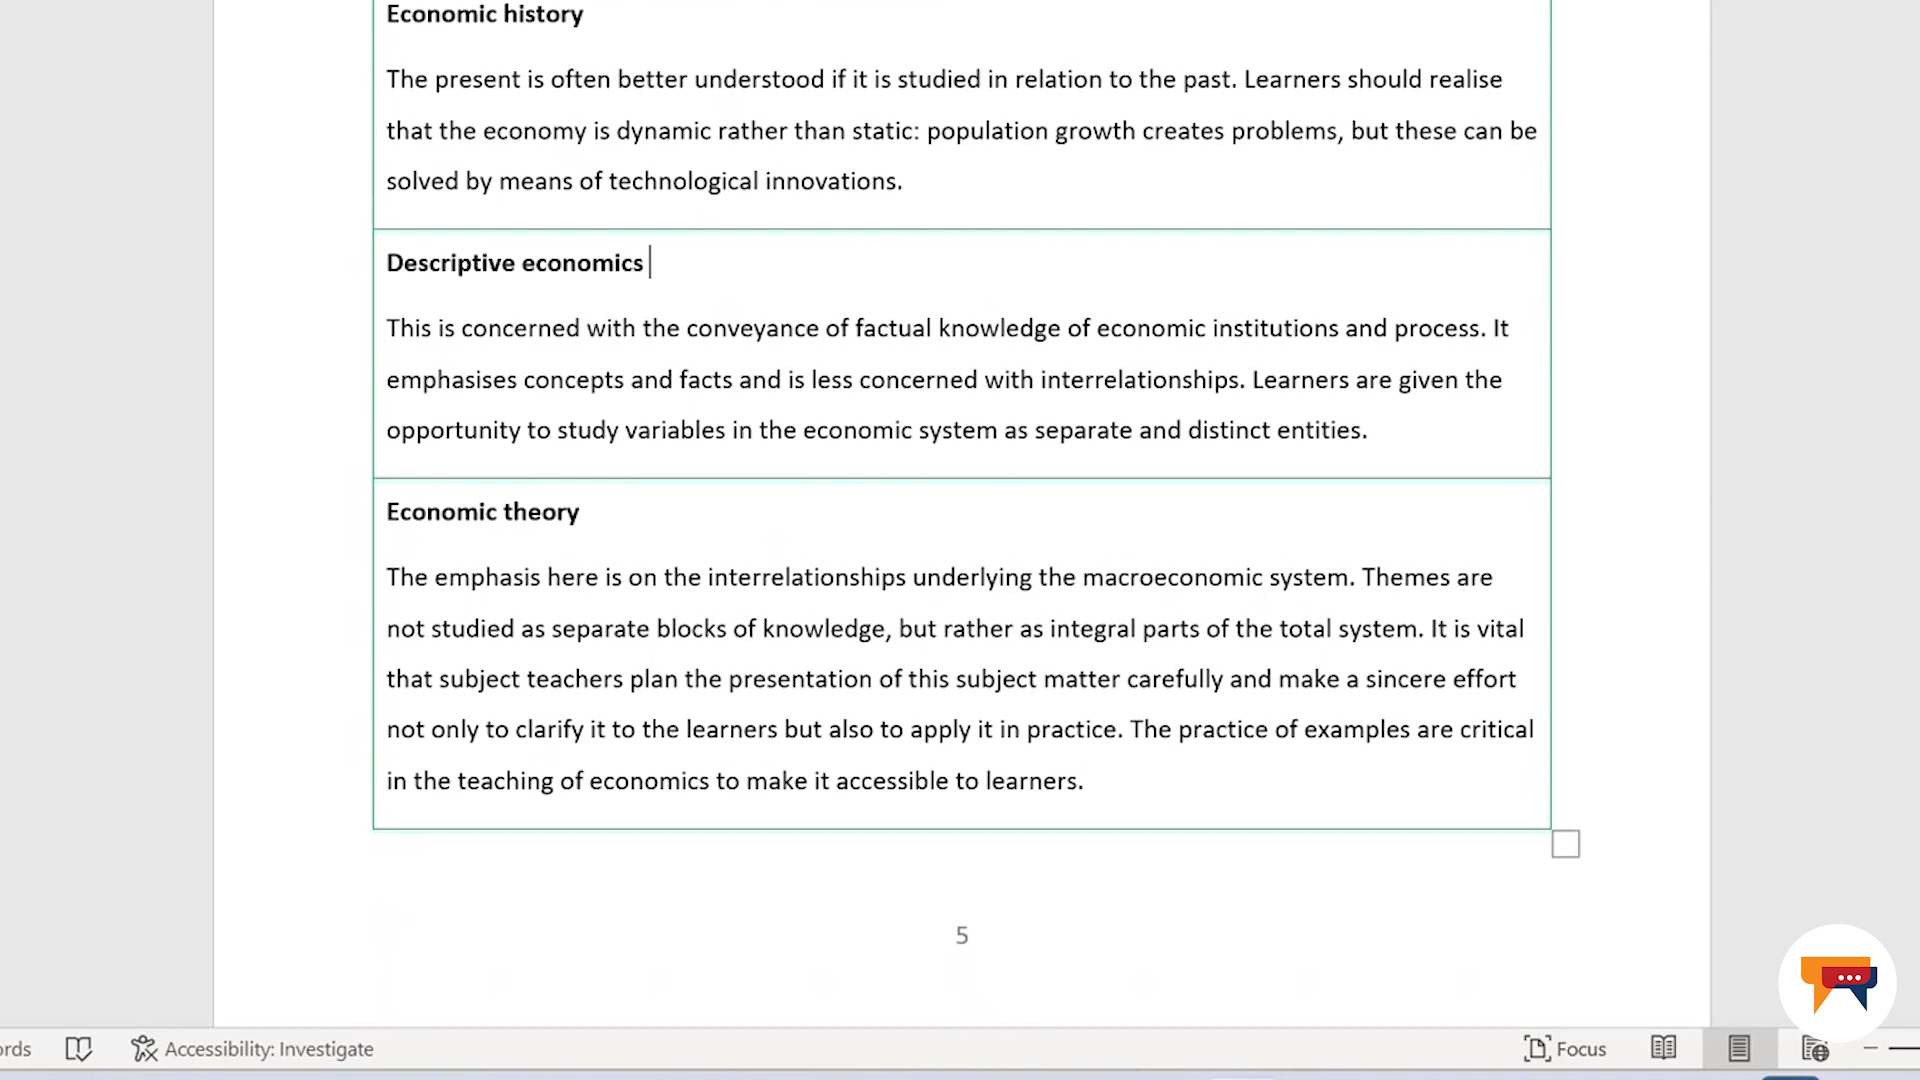 Economic history
The present is often better understood if it is studied in relation to the past. Learners should realise
that the economy is dynamic rather than static: population growth creates problems, but these can be
solved by means of technological innovations.
Descriptive economics
This is concerned with the conveyance of factual knowledge of economic institutions and process. It
emphasises concepts and facts and is less concerned with interrelationships. Learners are given the
opportunity to study variables in the economic system as separate and distinct entities.
Economic theory
The emphasis here is on the interrelationships underlying the macroeconomic system. Themes are
not studied as separate blocks of knowledge, but rather as integral parts of the total system. It is vital
that subject teachers plan the presentation of this subject matter carefully and make a sincere effort
not only to clarify it to the learners but also to apply it in practice. The practice of examples are critical
in the teaching of economics to make it accessible to learners.
5
ords Accessibility: Investigate Focus